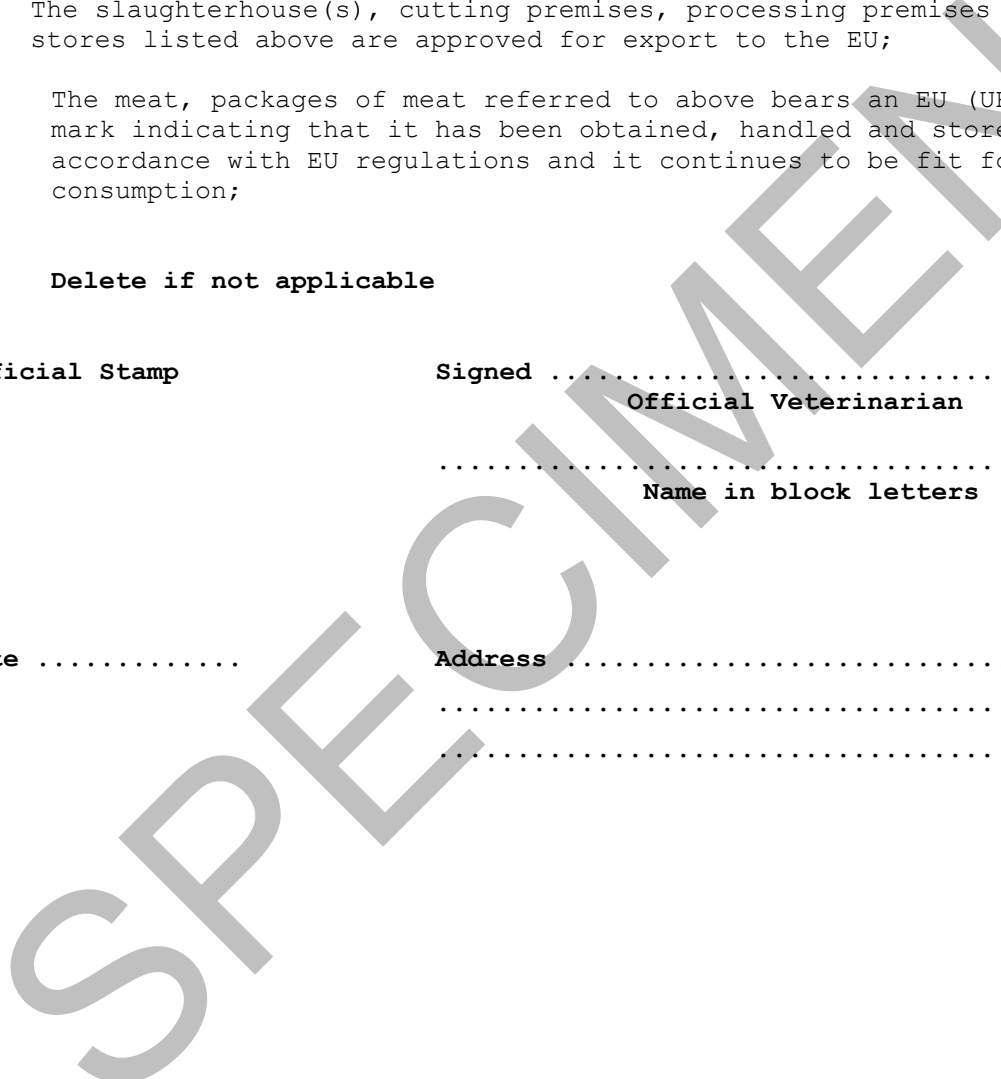 The slaughterhouse(s), cutting premises, processing premises
stores listed above are approved for export to the EU;
The meat, packages of meat referred to above bears an EU (UK
mark indicating that it has been obtained, handled and store
accordance with EU regulations and it continues to be fit fo
consumption;
Delete if not applicable
ficial Stamp Signed ............................
Official Veterinarian
...................................
Name in block letters
te ............. Address ...........................
...................................
...................................
SPECIMEN